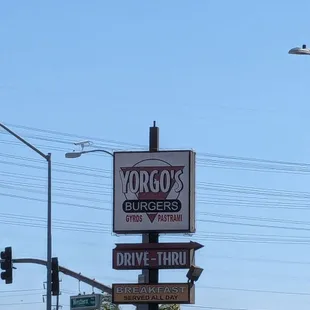 YORGO'S
BURGERS
GYROS PASTRAMI
DRIVE-THRU
BREAKFAST
SERVED ALL DAY